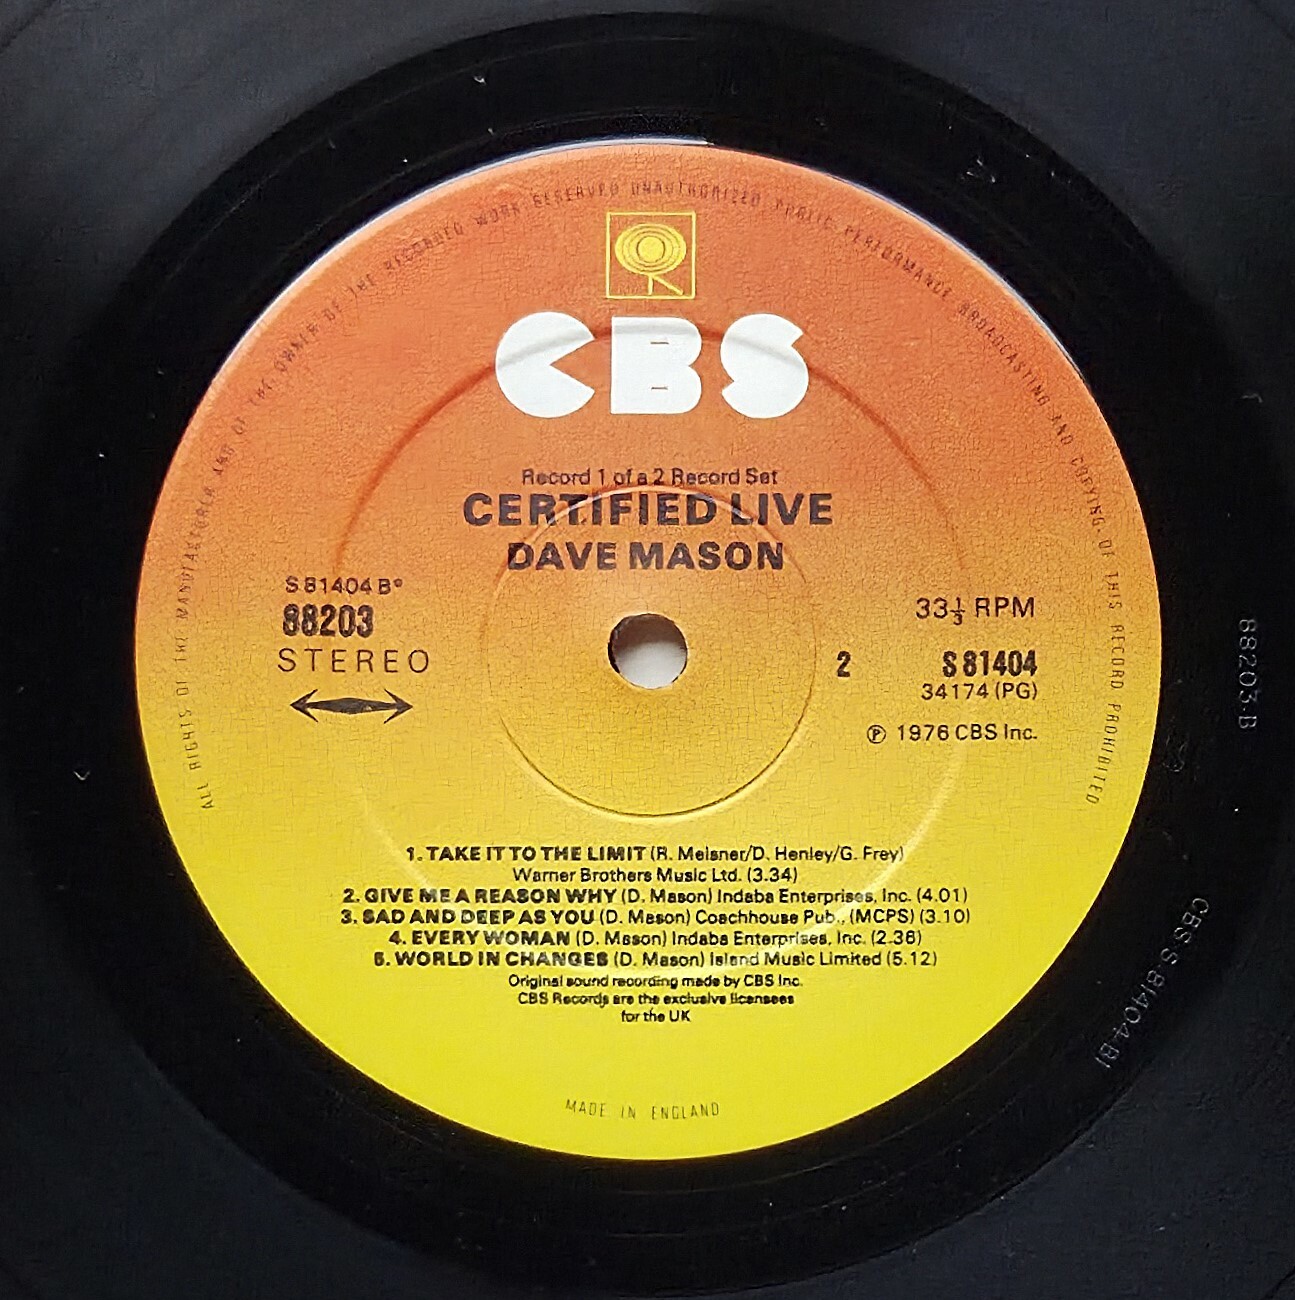 ALL RIGHTS OF THE MANUFACTURER AND OF THE OWNER OF THE RECORDED WORK RESERVED UNAUTHORIZED PUBLIC PERFORMANCE BROADCASTING AND COPYING OF THIS RECORD PROHIBITED
CBS
Record 1 of a 2 Record Set
CERTIFIED LIVE
DAVE MASON
S 81404 B°
88203
STEREO
33⅓ RPM
2 S 81404
34174 (PG)
℗ 1976 CBS Inc.
1. TAKE IT TO THE LIMIT (R. Meisner/D. Henley/G. Frey)
Warner Brothers Music Ltd. (3.34)
2. GIVE ME A REASON WHY (D. Mason) Indaba Enterprises, Inc. (4.01)
3. SAD AND DEEP AS YOU (D. Mason) Coachhouse Pub., (MCPS) (3.10)
4. EVERY WOMAN (D. Mason) Indaba Enterprises, Inc. (2.38)
5. WORLD IN CHANGES (D. Mason) Island Music Limited (5.12)
Original sound recording made by CBS Inc.
CBS Records are the exclusive licensees
for the UK
MADE IN ENGLAND
88203-B
CBS-S-81404-B1